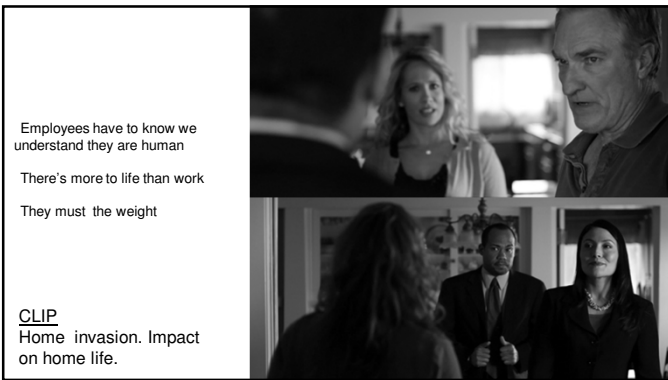 Employees have to know we
understand they are human
There's more to life than work
They must the weight
CLIP
Home invasion. Impact
on home life.